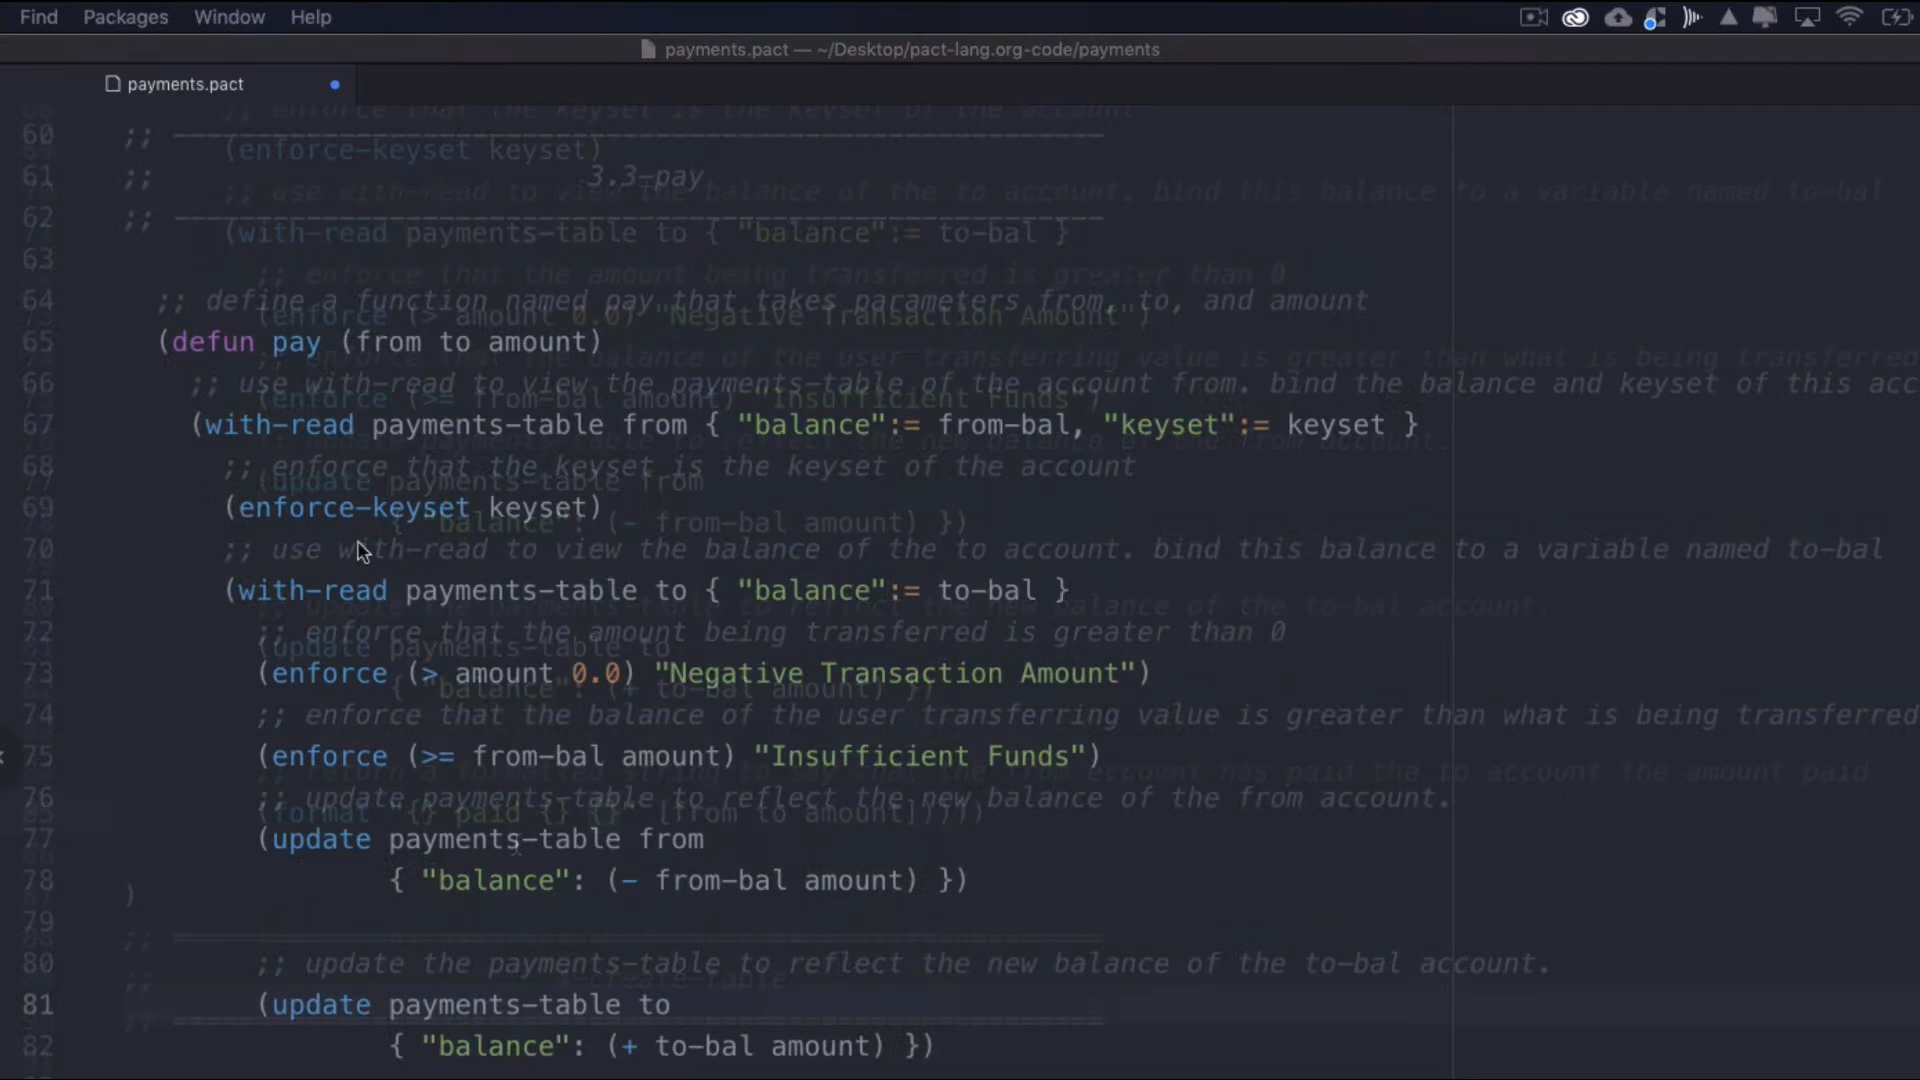 Find Packages Window Help
payments.pact — ~/Desktop/pact-lang.org-code/payments
payments.pact
60 ;; ————————————————————————————
61 ;; 3.3-pay
62 ;; ————————————————————————————
63
64 ;; define a function named pay that takes parameters from, to, and amount
65 (defun pay (from to amount)
66 ;; use with-read to view the payments-table of the account from. bind the balance and keyset of this acc
67 (with-read payments-table from { "balance":= from-bal, "keyset":= keyset }
68 ;; enforce that the keyset is the keyset of the account
69 (enforce-keyset keyset)
70 ;; use with-read to view the balance of the to account. bind this balance to a variable named to-bal
71 (with-read payments-table to { "balance":= to-bal }
72 ;; enforce that the amount being transferred is greater than 0
73 (enforce (> amount 0.0) "Negative Transaction Amount")
74 ;; enforce that the balance of the user transferring value is greater than what is being transferred
75 (enforce (>= from-bal amount) "Insufficient Funds")
76 ;; update payments-table to reflect the new balance of the from account.
77 (update payments-table from
78 { "balance": (- from-bal amount) })
79
80 ;; update the payments-table to reflect the new balance of the to-bal account.
81 (update payments-table to
82 { "balance": (+ to-bal amount) })